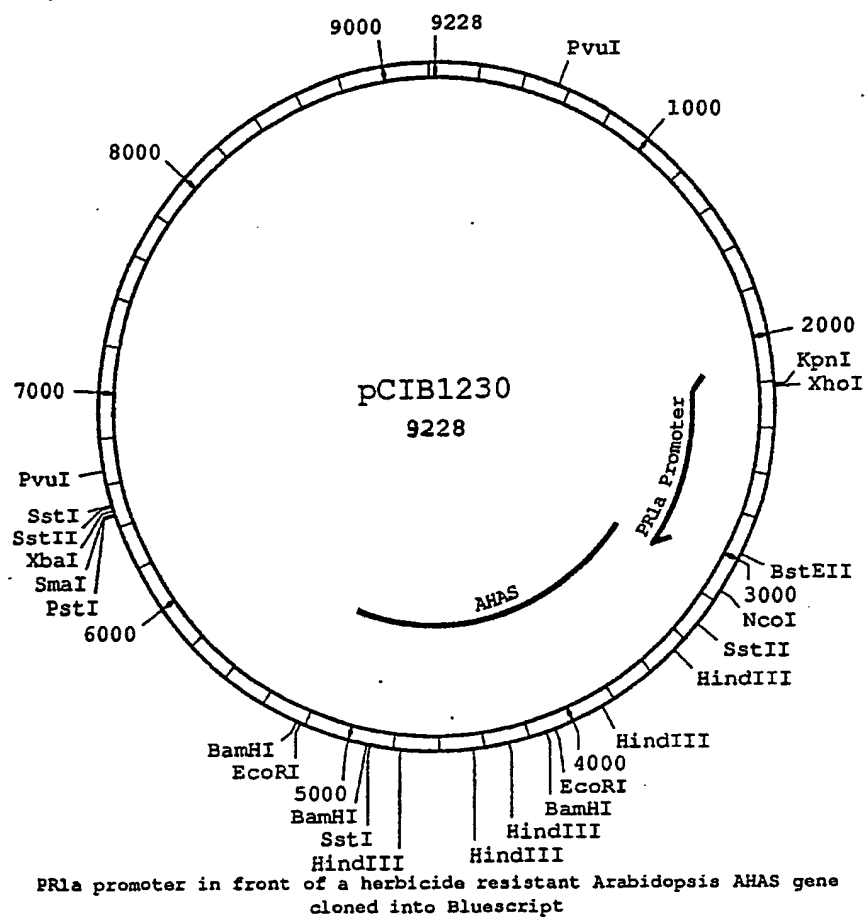 9000
9228
PvuI
1000
8000
2000
KpnI
XhoI
7000
pCIB1230
9228
PR1a Promoter
PvuI
SstI
SstII
XbaI
SmaI
PstI
6000
AHAS
BstEII
3000
NcoI
SstII
HindIII
HindIII
4000
EcoRI
BamHI
HindIII
HindIII
BamHI
EcoRI
5000
BamHI
SstI
HindIII
PR1a promoter in front of a herbicide resistant Arabidopsis AHAS gene
cloned into Bluescript